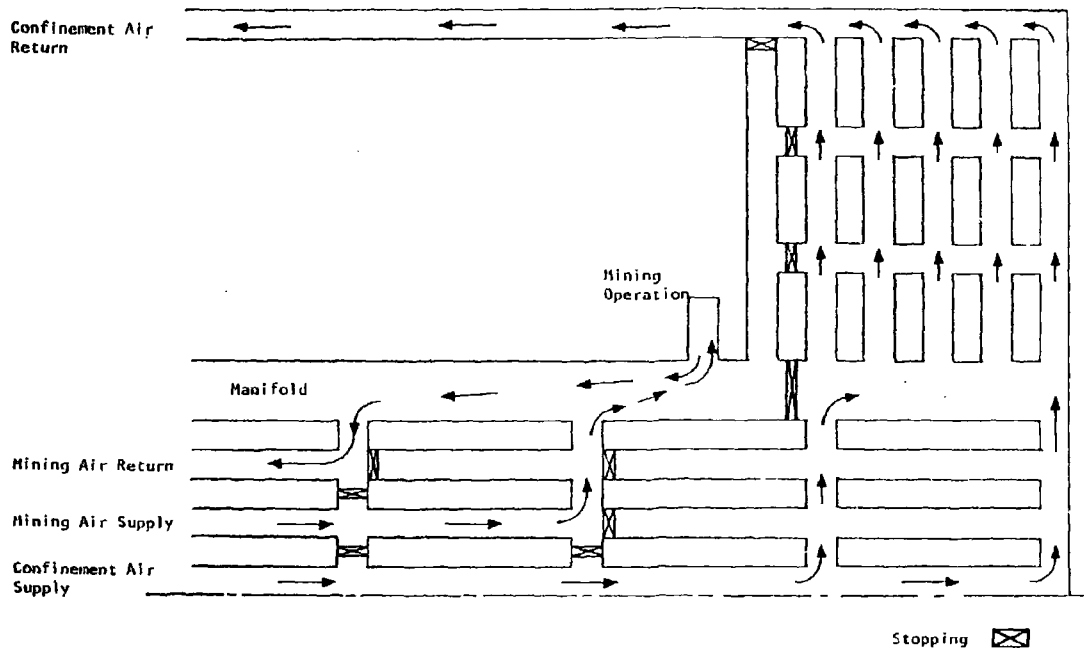 Confinement Air
Return
Mining
Operation
Manifold
Mining Air Return
Mining Air Supply
Confinement Air
Supply
Stopping